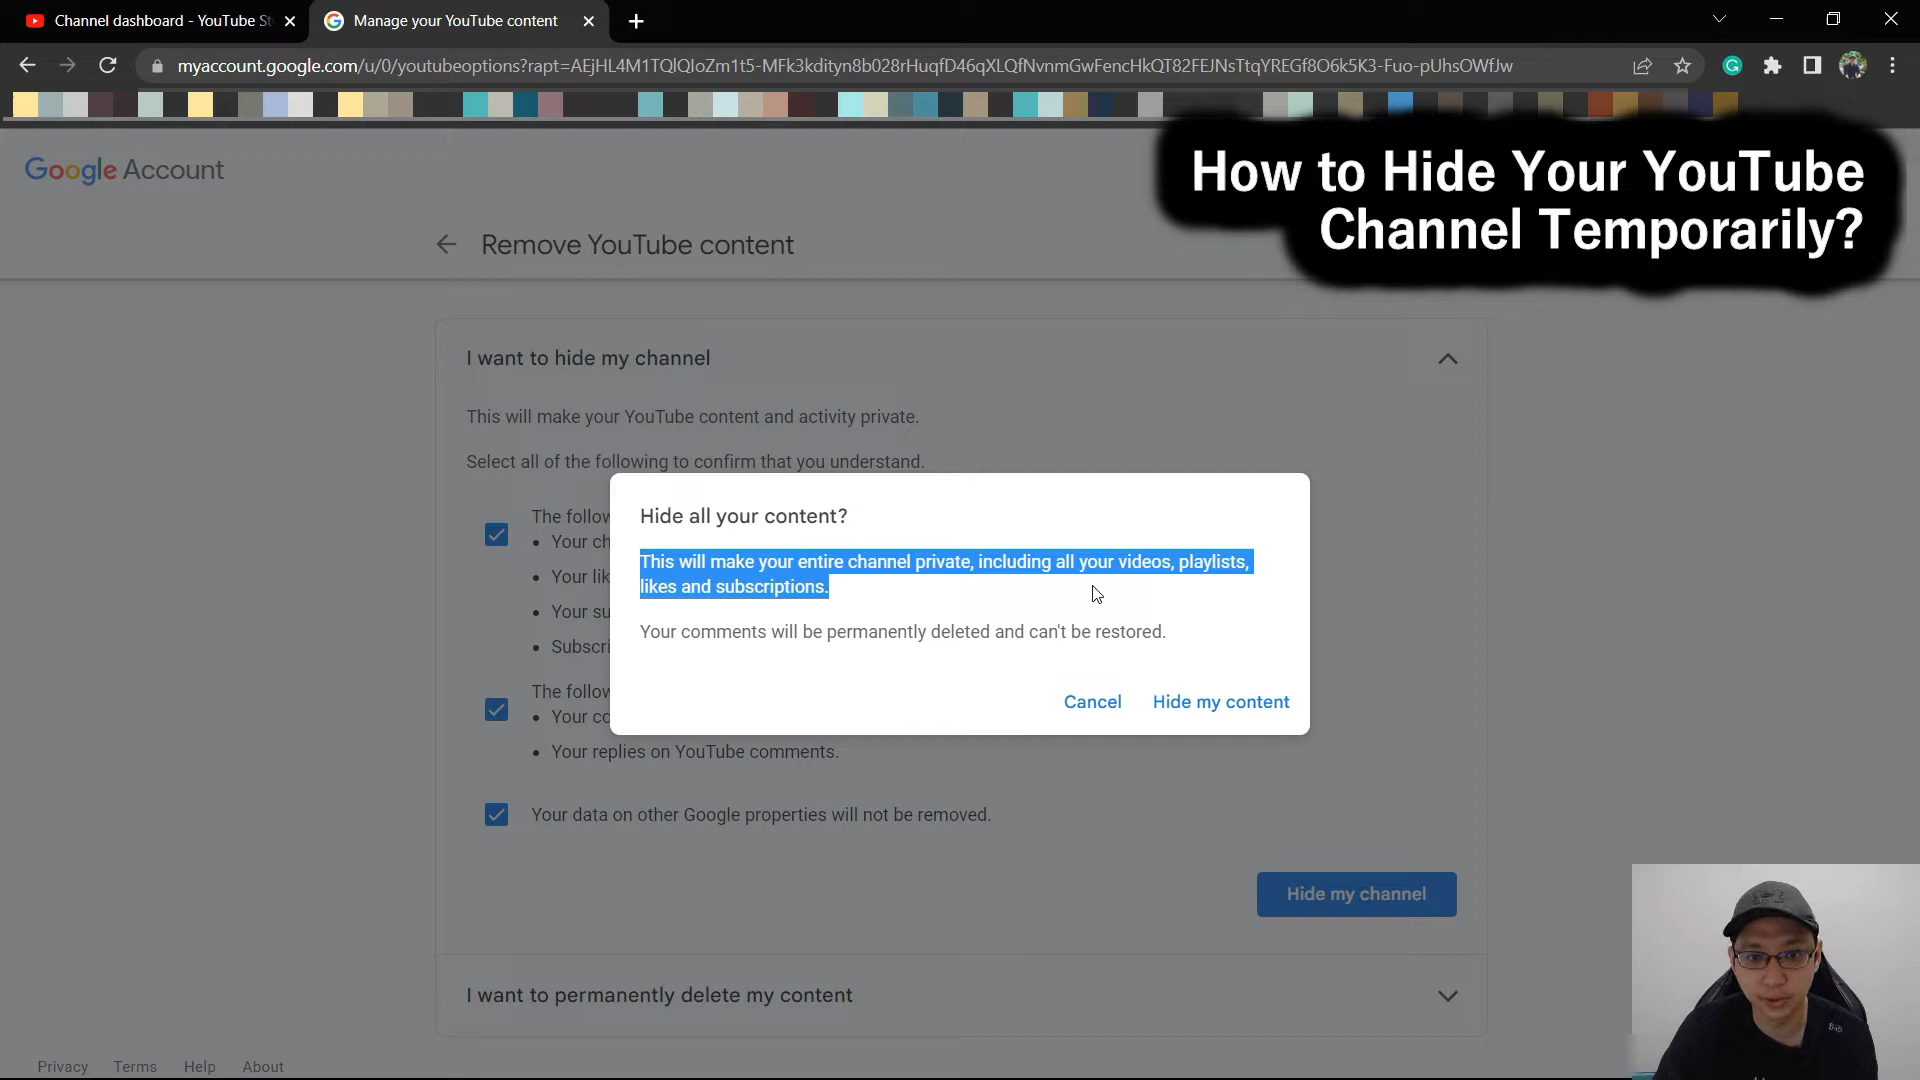 Channel dashboard - YouTube St
Manage your YouTube content
myaccount.google.com/u/0/youtubeoptions?rapt=AEjHL4M1TQlQIoZm1t5-MFk3kdityn8b028rHuqfD46qXLQfNvnmGwFencHkQT82FEJNsTtqYREGf8O6k5K3-Fuo-pUhsOWfJw
How to Hide Your YouTube
Channel Temporarily?
Google Account
Remove YouTube content
I want to hide my channel
This will make your YouTube content and activity private.
Select all of the following to confirm that you understand.
The follow
Your ch
Your lik
Your su
Subscri
The follow
Your co
Your replies on YouTube comments.
Hide all your content?
This will make your entire channel private, including all your videos, playlists,
likes and subscriptions.
Your comments will be permanently deleted and can't be restored.
Cancel Hide my content
Your data on other Google properties will not be removed.
Hide my channel
I want to permanently delete my content
Privacy Terms Help About